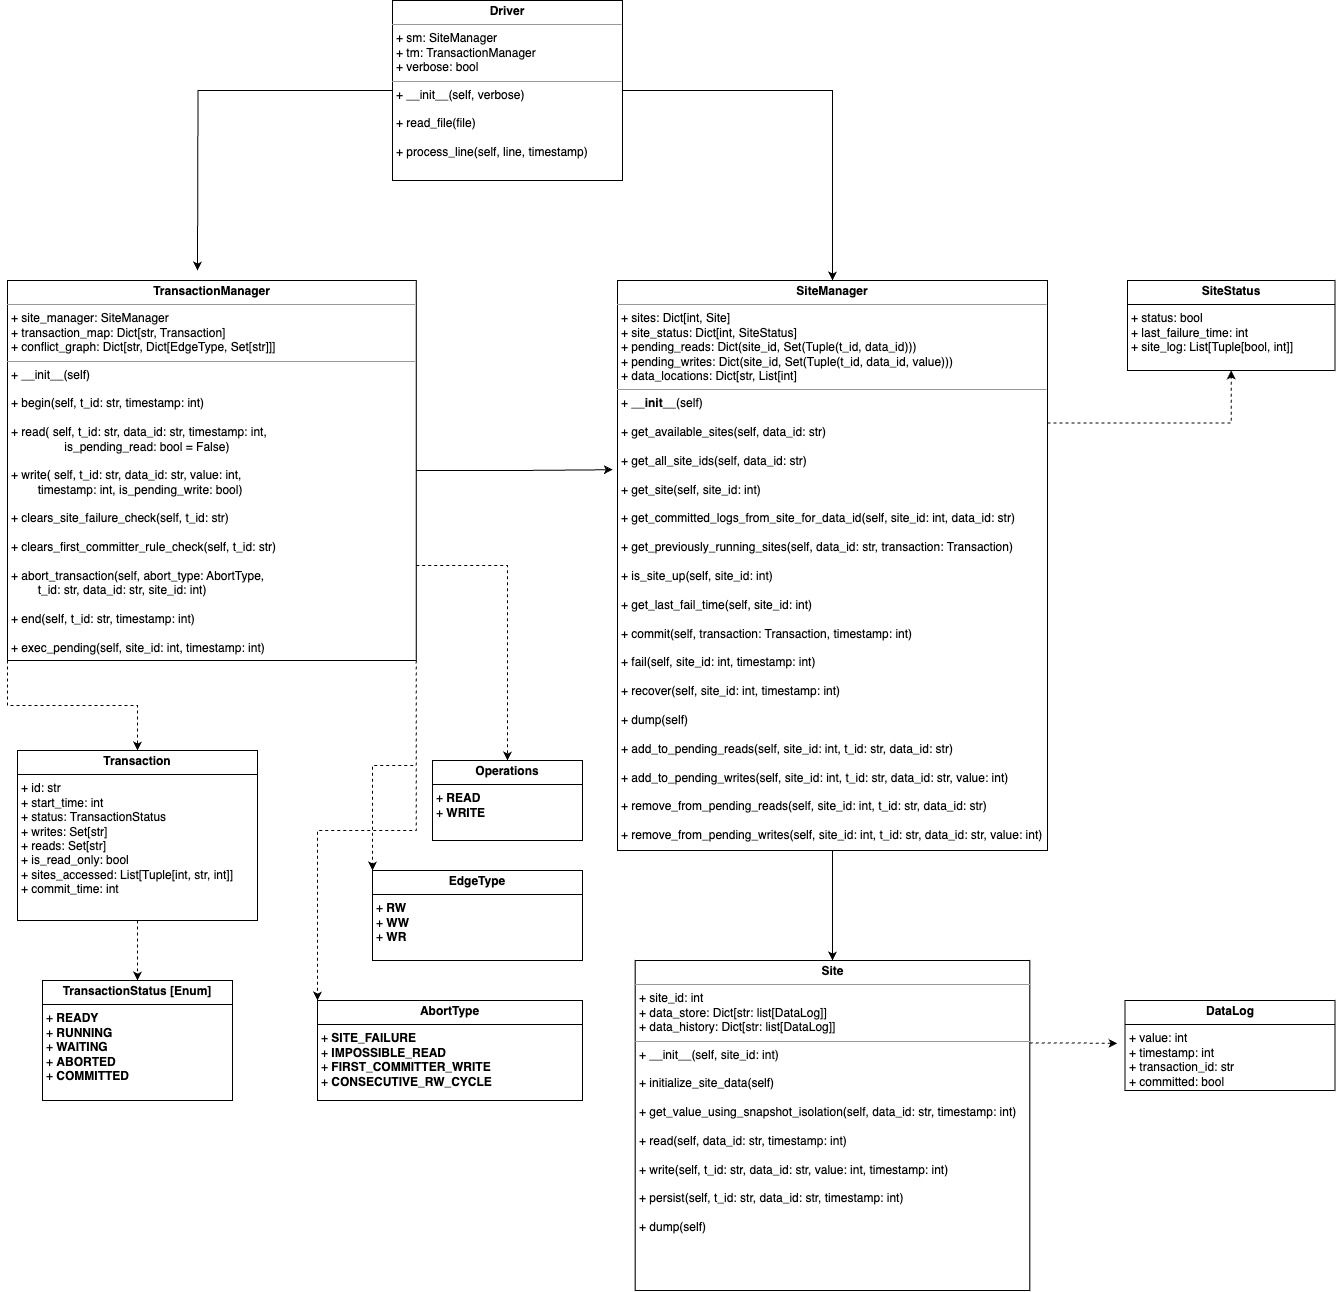 Driver
+ sm: SiteManager
+ tm: TransactionManager
+ verbose: bool
+ __init__(self, verbose)
+ read_file(file)
+ process_line(self, line, timestamp)
TransactionManager
+ site_manager: SiteManager
+ transaction_map: Dict[str, Transaction]
+ conflict_graph: Dict[str, Dict[EdgeType, Set[str]]]
+ __init__(self)
+ begin(self, t_id: str, timestamp: int)
+ read( self, t_id: str, data_id: str, timestamp: int,
is_pending_read: bool = False)
+ write( self, t_id: str, data_id: str, value: int,
timestamp: int, is_pending_write: bool)
+ clears_site_failure_check(self, t_id: str)
+ clears_first_committer_rule_check(self, t_id: str)
+ abort_transaction(self, abort_type: AbortType,
t_id: str, data_id: str, site_id: int)
+ end(self, t_id: str, timestamp: int)
+ exec_pending(self, site_id: int, timestamp: int)
SiteManager
+ sites: Dict[int, Site]
+ site_status: Dict[int, SiteStatus]
+ pending_reads: Dict(site_id, Set(Tuple(t_id, data_id)))
+ pending_writes: Dict(site_id, Set(Tuple(t_id, data_id, value)))
+ data_locations: Dict[str, List[int]
+ __init__(self)
+ get_available_sites(self, data_id: str)
+ get_all_site_ids(self, data_id: str)
+ get_site(self, site_id: int)
+ get_committed_logs_from_site_for_data_id(self, site_id: int, data_id: str)
+ get_previously_running_sites(self, data_id: str, transaction: Transaction)
+ is_site_up(self, site_id: int)
+ get_last_fail_time(self, site_id: int)
+ commit(self, transaction: Transaction, timestamp: int)
+ fail(self, site_id: int, timestamp: int)
+ recover(self, site_id: int, timestamp: int)
+ dump(self)
+ add_to_pending_reads(self, site_id: int, t_id: str, data_id: str)
+ add_to_pending_writes(self, site_id: int, t_id: str, data_id: str, value: int)
+ remove_from_pending_reads(self, site_id: int, t_id: str, data_id: str)
+ remove_from_pending_writes(self, site_id: int, t_id: str, data_id: str, value: int)
SiteStatus
+ status: bool
+ last_failure_time: int
+ site_log: List[Tuple[bool, int]]
Transaction
+ id: str
+ start_time: int
+ status: TransactionStatus
+ writes: Set[str]
+ reads: Set[str]
+ is_read_only: bool
+ sites_accessed: List[Tuple[int, str, int]]
+ commit_time: int
Operations
+ READ
+ WRITE
EdgeType
+ RW
+ WW
+ WR
TransactionStatus [Enum]
+ READY
+ RUNNING
+ WAITING
+ ABORTED
+ COMMITTED
AbortType
+ SITE_FAILURE
+ IMPOSSIBLE_READ
+ FIRST_COMMITTER_WRITE
+ CONSECUTIVE_RW_CYCLE
Site
+ site_id: int
+ data_store: Dict[str: list[DataLog]]
+ data_history: Dict[str: list[DataLog]]
+ __init__(self, site_id: int)
+ initialize_site_data(self)
+ get_value_using_snapshot_isolation(self, data_id: str, timestamp: int)
+ read(self, data_id: str, timestamp: int)
+ write(self, t_id: str, data_id: str, value: int, timestamp: int)
+ persist(self, t_id: str, data_id: str, timestamp: int)
+ dump(self)
DataLog
+ value: int
+ timestamp: int
+ transaction_id: str
+ committed: bool